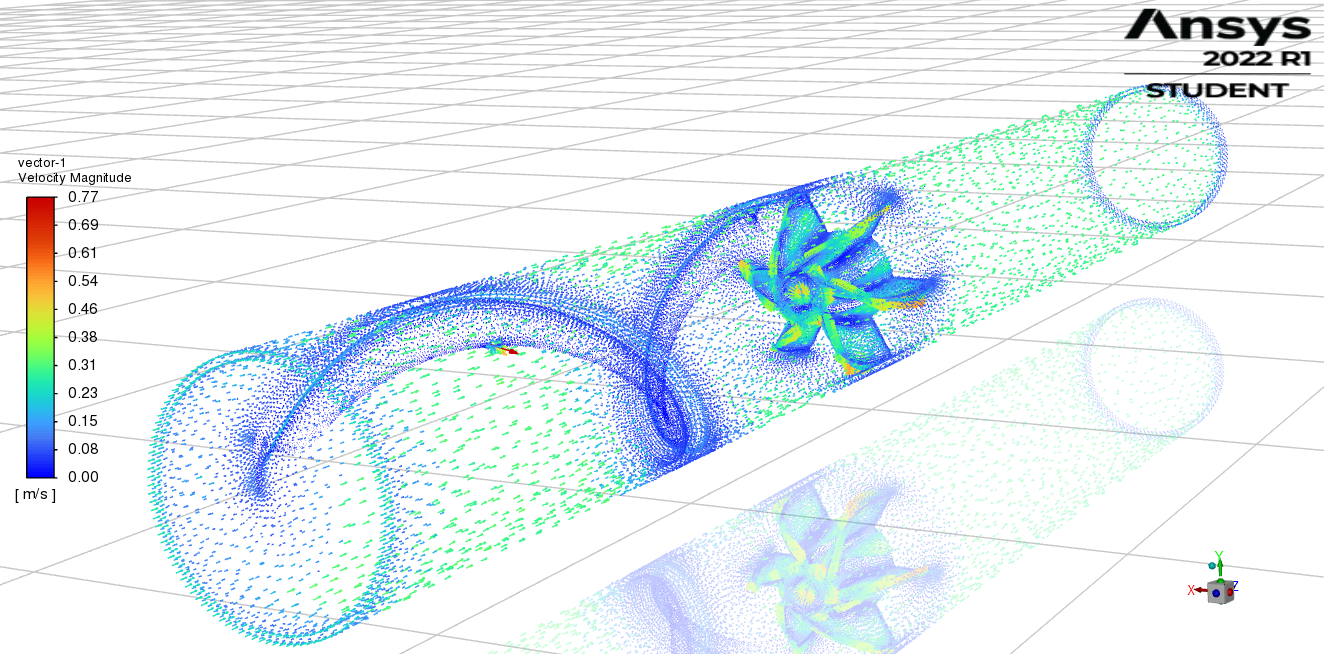 Ansys
2022 R1
STUDENT
vector-1
Velocity Magnitude
0.77
0.69
0.61
0.54
0.46
0.38
0.31
0.23
0.15
0.08
0.00
[ m/s ]
Y
X
Z